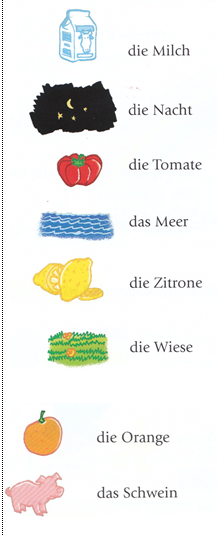 die Milch
die Nacht
die Tomate
das Meer
die Zitrone
die Wiese
die Orange
das Schwein